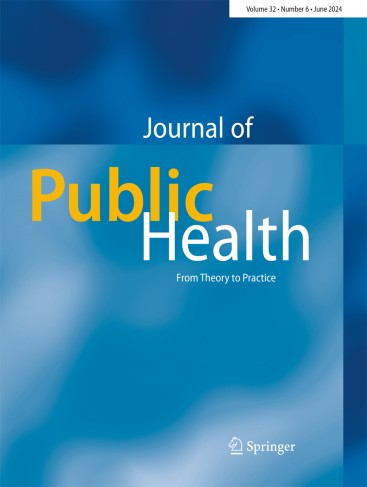 Volume 32 • Number 6 • June 2024
Journal of
Public
Health
From Theory to Practice
Springer